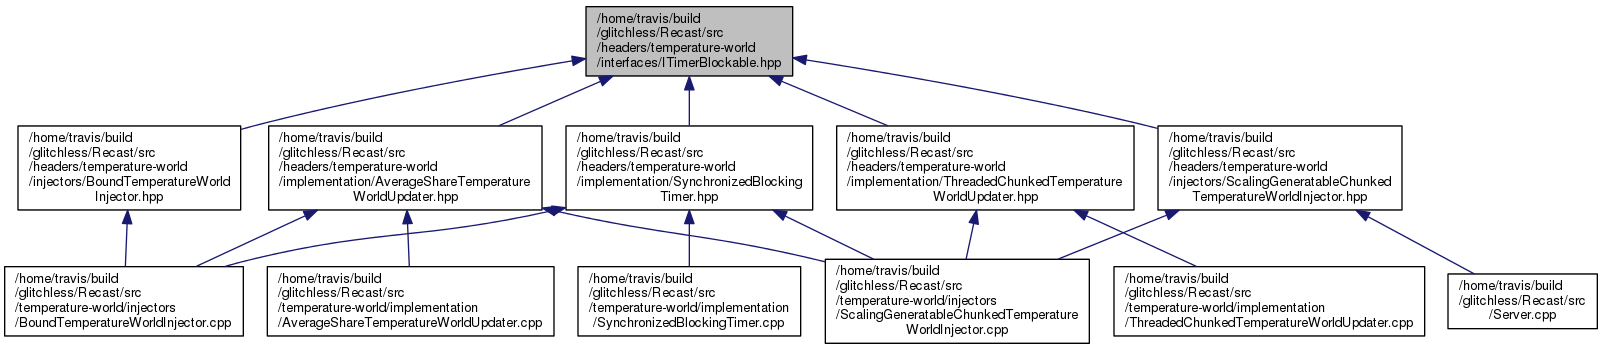 /home/travis/build
/glitchless/Recast/src
/headers/temperature-world
/interfaces/ITimerBlockable.hpp
/home/travis/build
/glitchless/Recast/src
/headers/temperature-world
/injectors/BoundTemperatureWorld
Injector.hpp
/home/travis/build
/glitchless/Recast/src
/headers/temperature-world
/implementation/AverageShareTemperature
WorldUpdater.hpp
/home/travis/build
/glitchless/Recast/src
/headers/temperature-world
/implementation/SynchronizedBlocking
Timer.hpp
/home/travis/build
/glitchless/Recast/src
/headers/temperature-world
/implementation/ThreadedChunkedTemperature
WorldUpdater.hpp
/home/travis/build
/glitchless/Recast/src
/headers/temperature-world
/injectors/ScalingGeneratableChunked
TemperatureWorldInjector.hpp
/home/travis/build
/glitchless/Recast/src
/temperature-world/injectors
/BoundTemperatureWorldInjector.cpp
/home/travis/build
/glitchless/Recast/src
/temperature-world/implementation
/AverageShareTemperatureWorldUpdater.cpp
/home/travis/build
/glitchless/Recast/src
/temperature-world/implementation
/SynchronizedBlockingTimer.cpp
/home/travis/build
/glitchless/Recast/src
/temperature-world/injectors
/ScalingGeneratableChunkedTemperature
WorldInjector.cpp
/home/travis/build
/glitchless/Recast/src
/temperature-world/implementation
/ThreadedChunkedTemperatureWorldUpdater.cpp
/home/travis/build
/glitchless/Recast/src
/Server.cpp